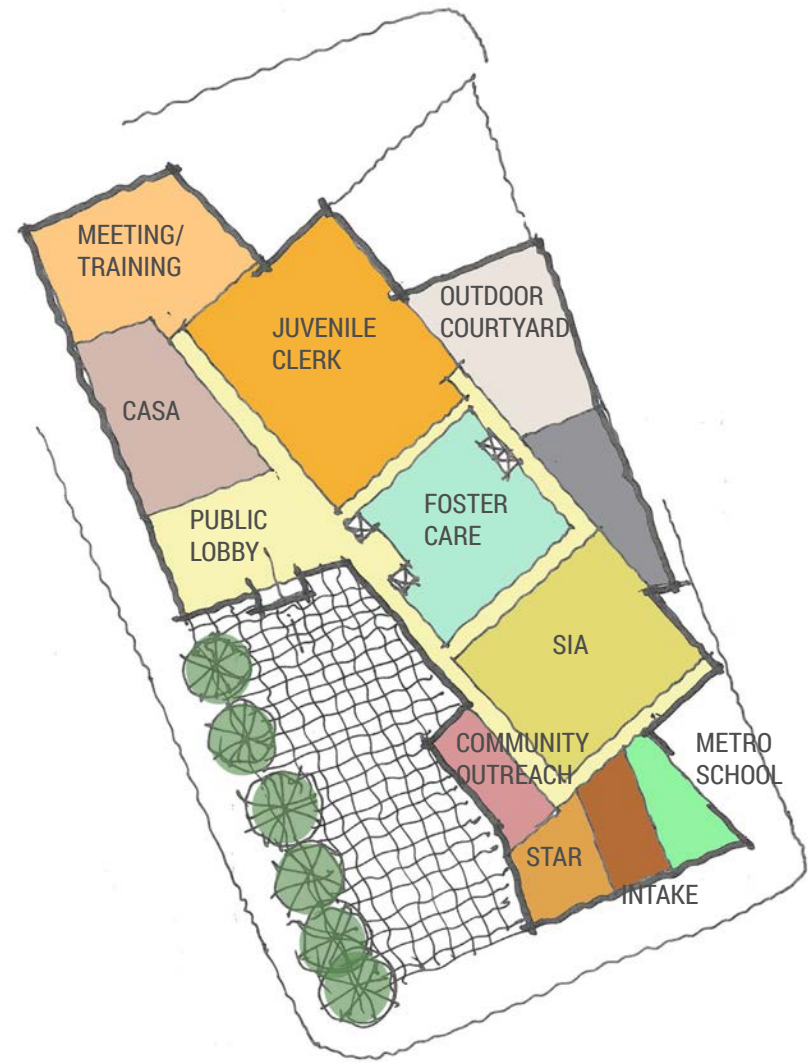 MEETING/
TRAINING
OUTDOOR
COURTYARD
JUVENILE
CLERK
CASA
FOSTER
CARE
PUBLIC
LOBBY
SIA
COMMUNITY
OUTREACH
METRO
SCHOOL
STAR
INTAKE